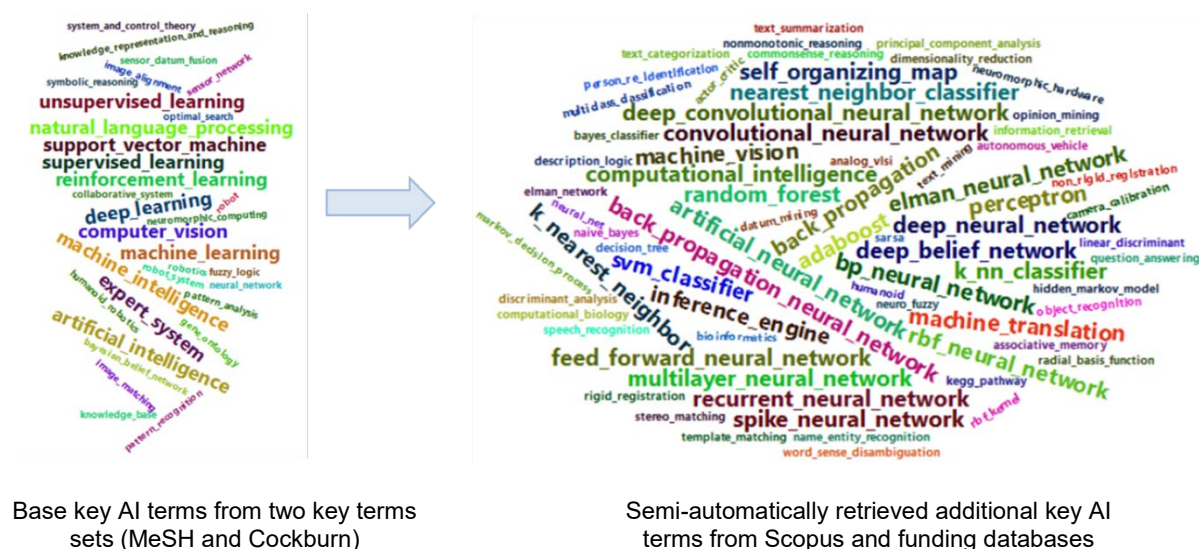 system_and_control_theory
knowledge_representation_and_reasoning
sensor_datum_fusion
image_alignment
sensor_network
symbolic_reasoning
unsupervised_learning
optimal_search
natural_language_processing
support_vector_machine
supervised_learning
reinforcement_learning
collaborative_system
robot
deep_learning
neuromorphic_computing
computer_vision
machine_learning
machine_intelligence
robotic
fuzzy_logic
robot_system
neural_network
humanoid_robotics
expert_system
pattern_analysis
gene_ontology
artificial_intelligence
bayesian_belief_network
image_matching
knowledge_base
pattern_recognition
text_summarization
nonmonotonic_reasoning
principal_component_analysis
text_categorization
commonsense_reasoning
dimensionality_reduction
person_re_identification
actor_critic
self_organizing_map
neuromorphic_hardware
multi_class_classification
nearest_neighbor_classifier
deep_convolutional_neural_network
opinion_mining
bayes_classifier
convolutional_neural_network
information_retrieval
description_logic
machine_vision
analog_vlsi
text_mining
autonomous_vehicle
computational_intelligence
back_propagation
elman_neural_network
non_rigid_registration
elman_network
random_forest
perceptron
camera_calibration
neural_net
back_propagation_neural_network
artificial_neural_network
datum_mining
adaboost
sarsa
deep_neural_network
markov_decision_process
k_nearest_neighbor
naive_bayes
decision_tree
deep_belief_network
linear_discriminant
svm_classifier
bp_neural_network
k_nn_classifier
question_answering
humanoid
hidden_markov_model
discriminant_analysis
inference_engine
neuro_fuzzy
object_recognition
computational_biology
machine_translation
speech_recognition
bioinformatics
rbf_neural_network
associative_memory
feed_forward_neural_network
radial_basis_function
multilayer_neural_network
kegg_pathway
rigid_registration
recurrent_neural_network
rbf_kernel
stereo_matching
spike_neural_network
template_matching
name_entity_recognition
word_sense_disambiguation
Base key AI terms from two key terms
sets (MeSH and Cockburn)
Semi-automatically retrieved additional key AI
terms from Scopus and funding databases